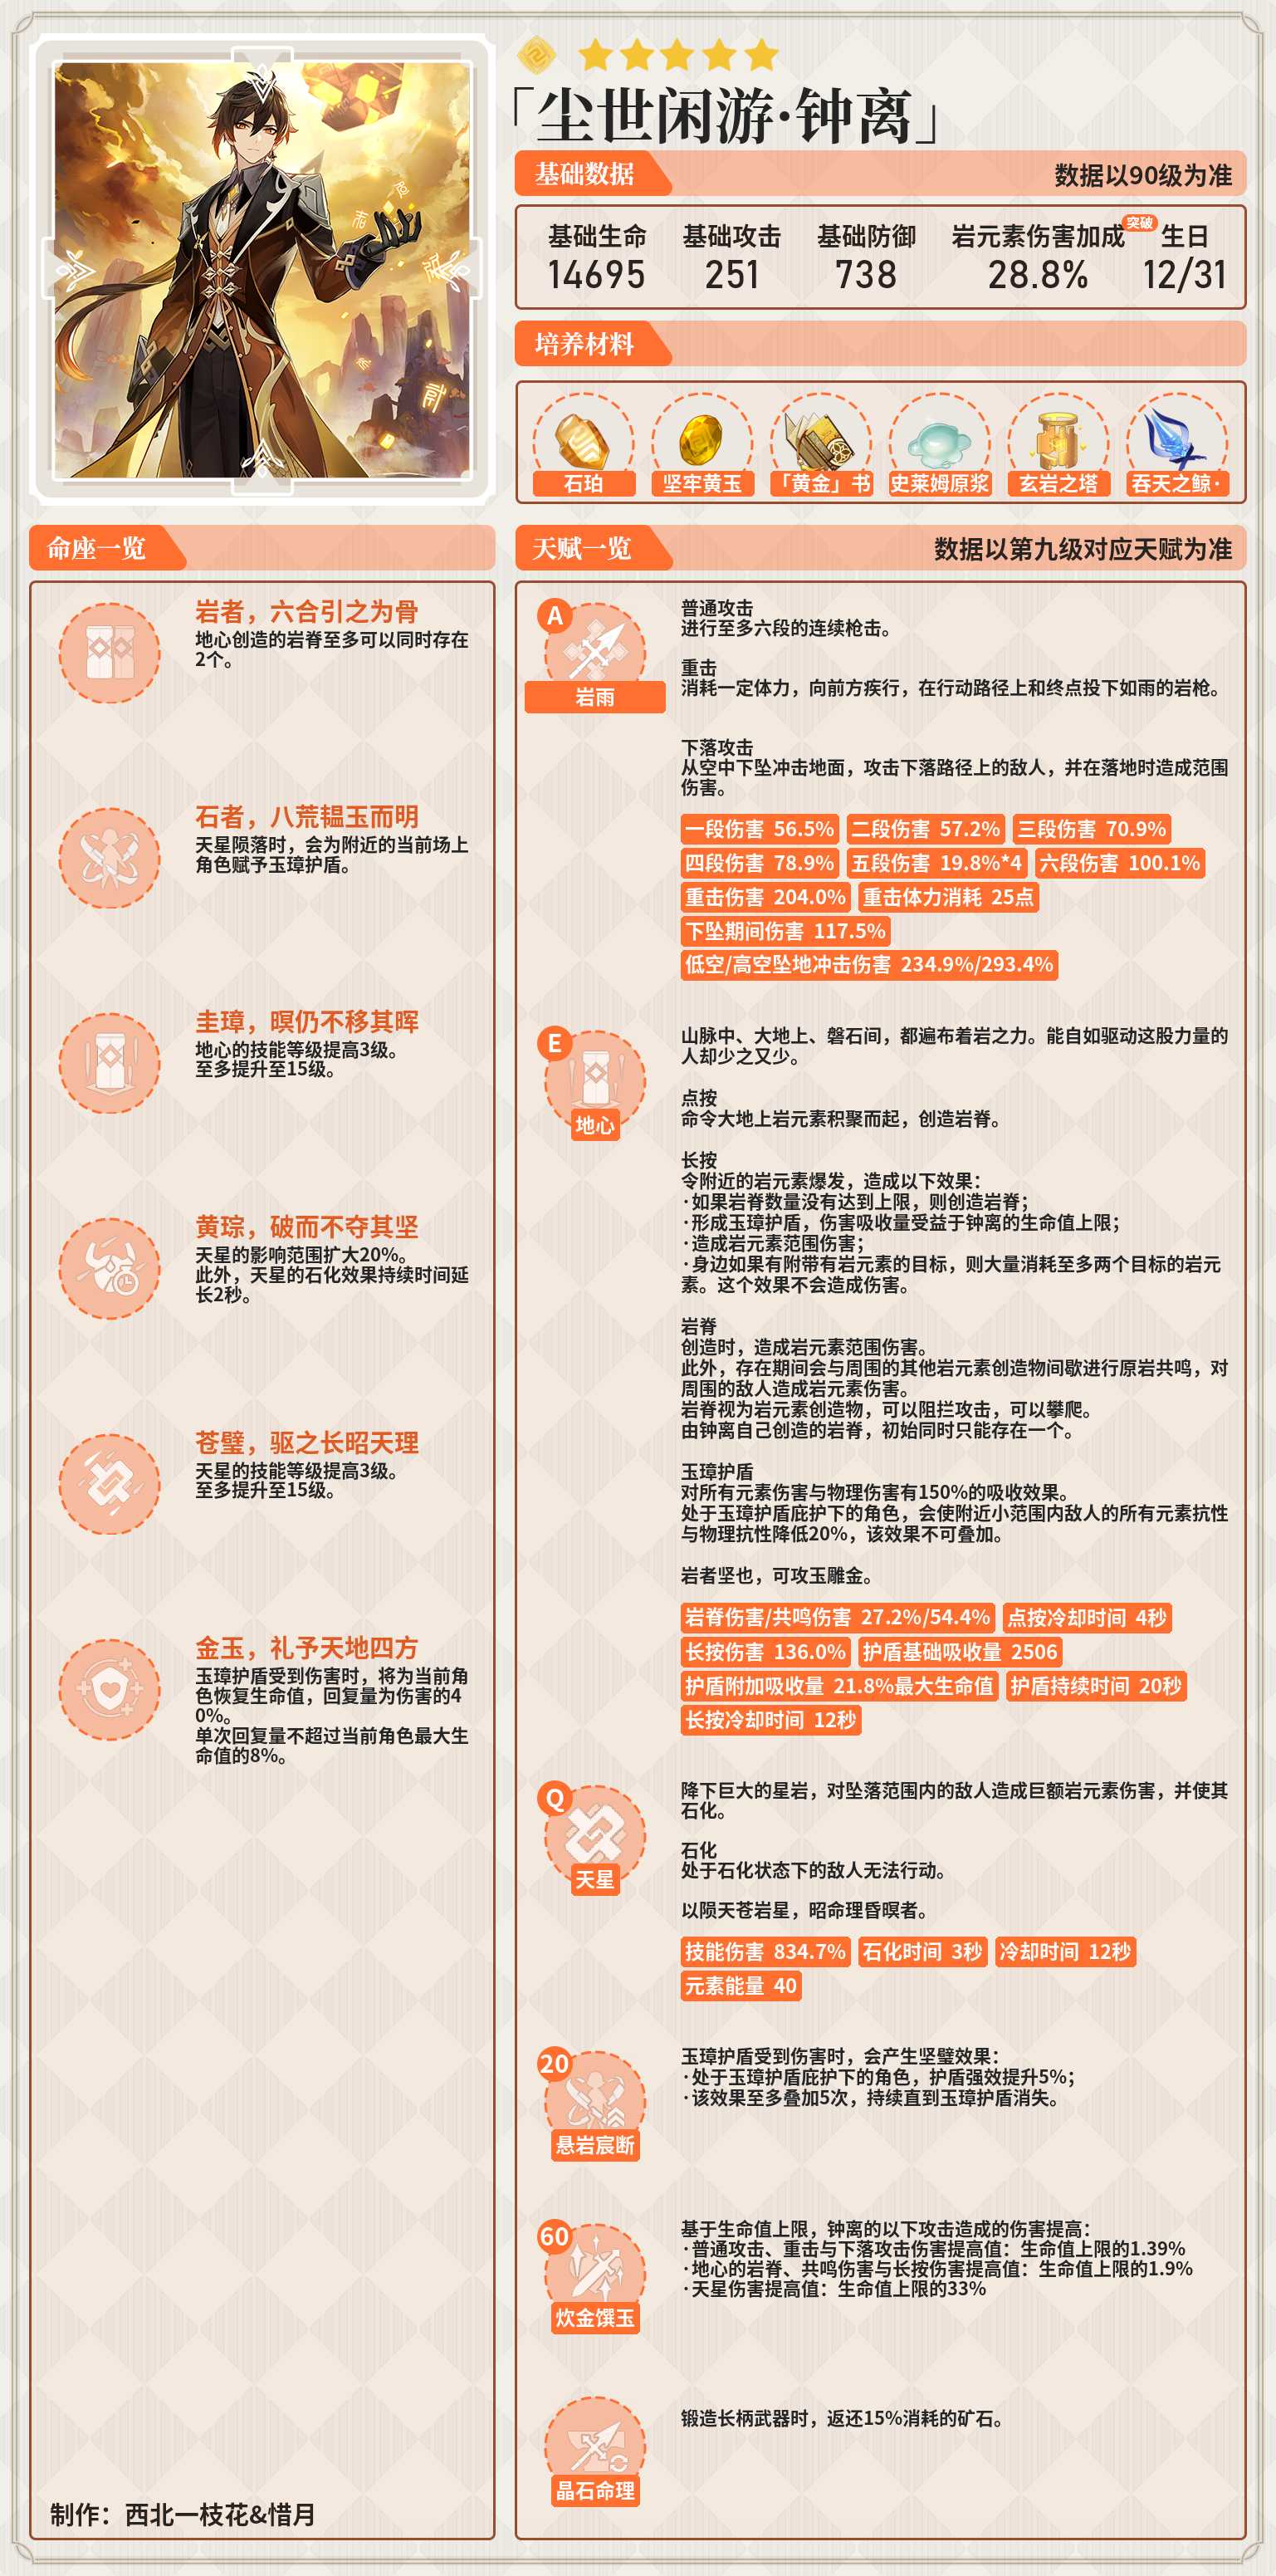 「尘世闲游·钟离」
基础数据
数据以90级为准
基础生命
14695
基础攻击
251
基础防御
738
岩元素伤害加成
突破
28.8%
生日
12/31
培养材料
石珀
坚牢黄玉
「黄金」书
史莱姆原浆
玄岩之塔
吞天之鲸·
命座一览
岩者，六合引之为骨
地心创造的岩脊至多可以同时存在
2个。
石者，八荒韫玉而明
天星陨落时，会为附近的当前场上
角色赋予玉璋护盾。
圭璋，暝仍不移其晖
地心的技能等级提高3级。
至多提升至15级。
黄琮，破而不夺其坚
天星的影响范围扩大20%。
此外，天星的石化效果持续时间延
长2秒。
苍璧，驱之长昭天理
天星的技能等级提高3级。
至多提升至15级。
金玉，礼予天地四方
玉璋护盾受到伤害时，将为当前角
色恢复生命值，回复量为伤害的4
0%。
单次回复量不超过当前角色最大生
命值的8%。
制作：西北一枝花&惜月
天赋一览
数据以第九级对应天赋为准
A
岩雨
普通攻击
进行至多六段的连续枪击。
重击
消耗一定体力，向前方疾行，在行动路径上和终点投下如雨的岩枪。
下落攻击
从空中下坠冲击地面，攻击下落路径上的敌人，并在落地时造成范围
伤害。
一段伤害 56.5% 二段伤害 57.2% 三段伤害 70.9%
四段伤害 78.9% 五段伤害 19.8%*4 六段伤害 100.1%
重击伤害 204.0% 重击体力消耗 25点
下坠期间伤害 117.5%
低空/高空坠地冲击伤害 234.9%/293.4%
E
地心
山脉中、大地上、磐石间，都遍布着岩之力。能自如驱动这股力量的
人却少之又少。
点按
命令大地上岩元素积聚而起，创造岩脊。
长按
令附近的岩元素爆发，造成以下效果：
·如果岩脊数量没有达到上限，则创造岩脊；
·形成玉璋护盾，伤害吸收量受益于钟离的生命值上限；
·造成岩元素范围伤害；
·身边如果有附带有岩元素的目标，则大量消耗至多两个目标的岩元
素。这个效果不会造成伤害。
岩脊
创造时，造成岩元素范围伤害。
此外，存在期间会与周围的其他岩元素创造物间歇进行原岩共鸣，对
周围的敌人造成岩元素伤害。
岩脊视为岩元素创造物，可以阻拦攻击，可以攀爬。
由钟离自己创造的岩脊，初始同时只能存在一个。
玉璋护盾
对所有元素伤害与物理伤害有150%的吸收效果。
处于玉璋护盾庇护下的角色，会使附近小范围内敌人的所有元素抗性
与物理抗性降低20%，该效果不可叠加。
岩者坚也，可攻玉雕金。
岩脊伤害/共鸣伤害 27.2%/54.4% 点按冷却时间 4秒
长按伤害 136.0% 护盾基础吸收量 2506
护盾附加吸收量 21.8%最大生命值 护盾持续时间 20秒
长按冷却时间 12秒
Q
天星
降下巨大的星岩，对坠落范围内的敌人造成巨额岩元素伤害，并使其
石化。
石化
处于石化状态下的敌人无法行动。
以陨天苍岩星，昭命理昏暝者。
技能伤害 834.7% 石化时间 3秒 冷却时间 12秒
元素能量 40
20
悬岩宸断
玉璋护盾受到伤害时，会产生坚璧效果：
·处于玉璋护盾庇护下的角色，护盾强效提升5%；
·该效果至多叠加5次，持续直到玉璋护盾消失。
60
炊金馔玉
基于生命值上限，钟离的以下攻击造成的伤害提高：
·普通攻击、重击与下落攻击伤害提高值：生命值上限的1.39%
·地心的岩脊、共鸣伤害与长按伤害提高值：生命值上限的1.9%
·天星伤害提高值：生命值上限的33%
晶石命理
锻造长柄武器时，返还15%消耗的矿石。